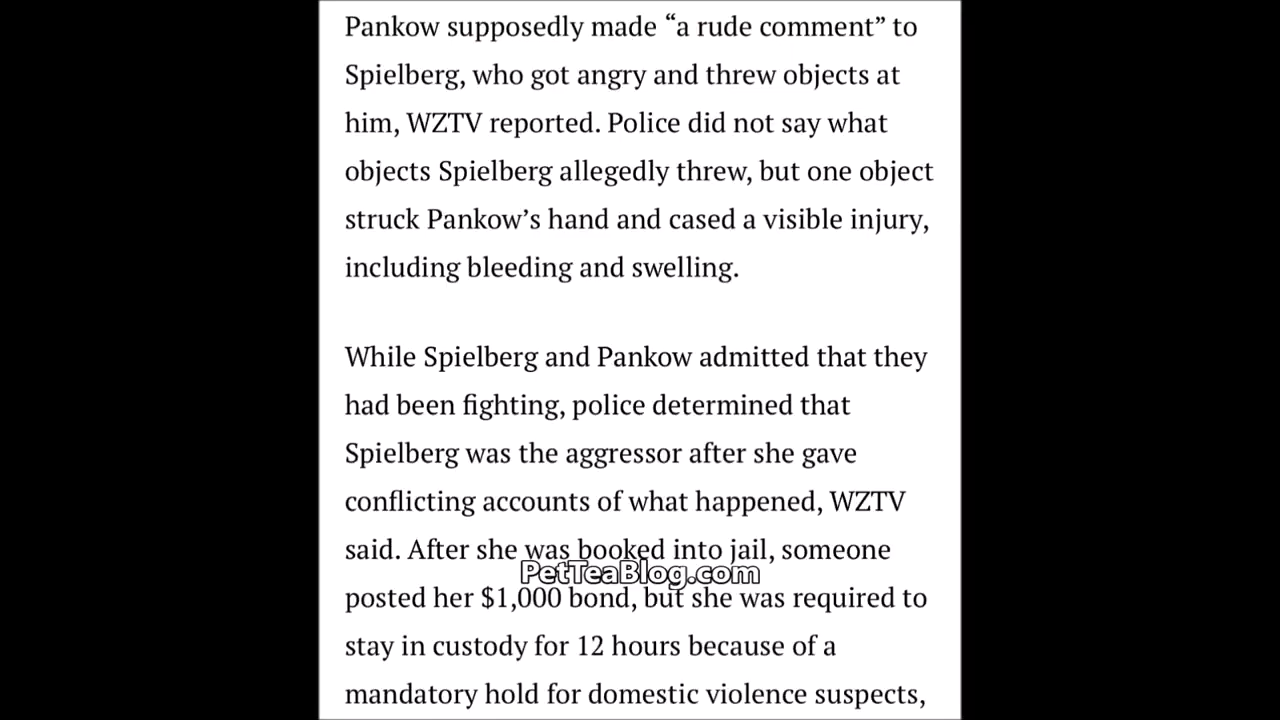 Pankow supposedly made “a rude comment” to
Spielberg, who got angry and threw objects at
him, WZTV reported. Police did not say what
objects Spielberg allegedly threw, but one object
struck Pankow’s hand and cased a visible injury,
including bleeding and swelling.
While Spielberg and Pankow admitted that they
had been fighting, police determined that
Spielberg was the aggressor after she gave
conflicting accounts of what happened, WZTV
said. After she was booked into jail, someone
PetTeaBlog.com
posted her $1,000 bond, but she was required to
stay in custody for 12 hours because of a
mandatory hold for domestic violence suspects,